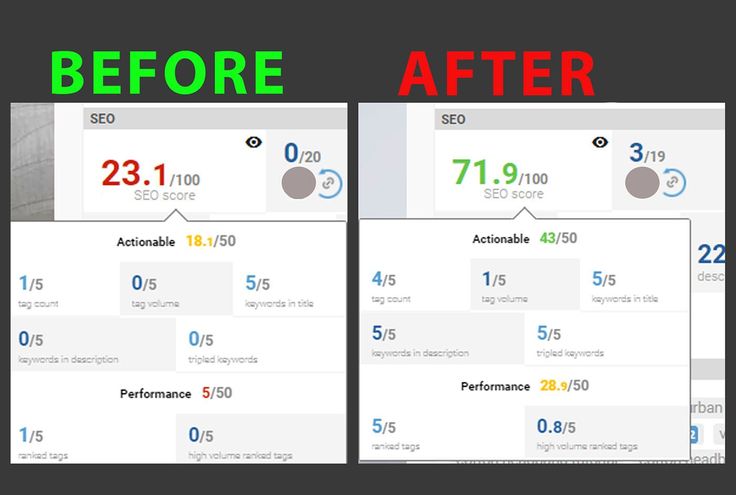 BEFORE
SEO
23.1/100
SEO score
0/20
Actionable 18.1/50
1/5
tag count
0/5
tag volume
5/5
keywords in title
0/5
keywords in description
5/5
tripled keywords
Performance 5/50
1/5
ranked tags
0/5
high volume ranked tags
AFTER
SEO
71.9/100
SEO score
3/19
Actionable 43/50
4/5
tag count
1/5
tag volume
5/5
keywords in title
22
desc
5/5
keywords in description
5/5
tripled keywords
Performance 28.9/50
5/5
ranked tags
0.8/5
high volume ranked tags
urban
2
v